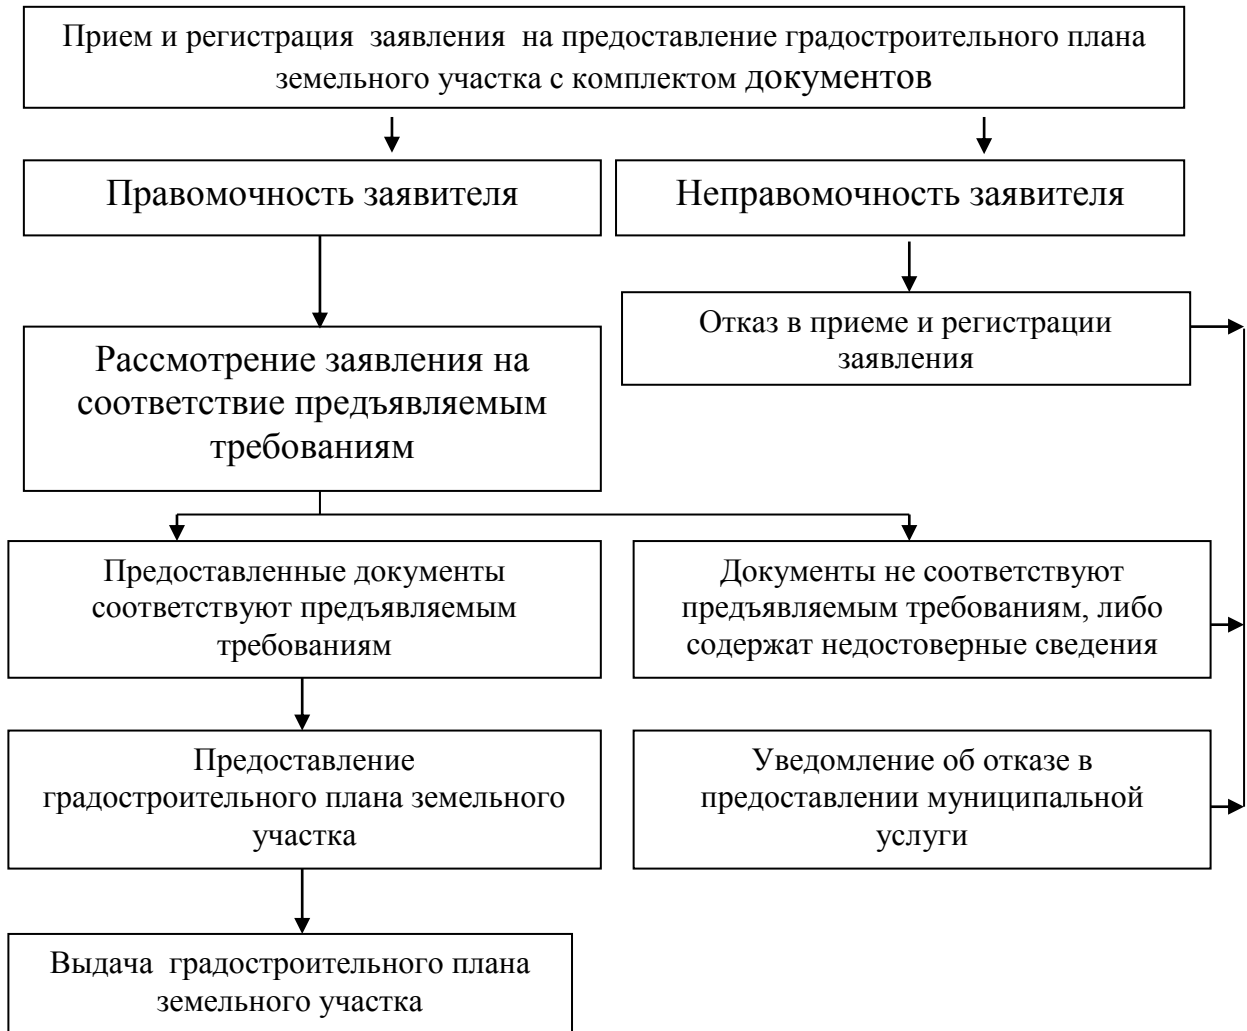 Прием и регистрация  заявления  на предоставление градостроительного плана
земельного участка с комплектом документов
Правомочность заявителя
Неправомочность заявителя
Отказ в приеме и регистрации
заявления
Рассмотрение заявления на
соответствие предъявляемым
требованиям
Предоставленные документы
соответствуют предъявляемым
требованиям
Документы не соответствуют
предъявляемым требованиям, либо
содержат недостоверные сведения
Предоставление
градостроительного плана земельного
участка
Уведомление об отказе в
предоставлении муниципальной
услуги
Выдача  градостроительного плана
земельного участка